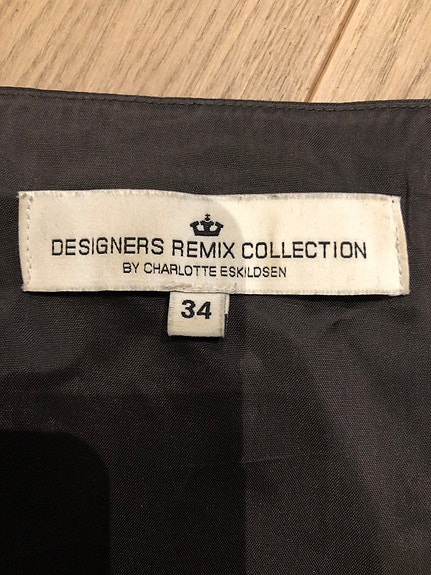 DESIGNERS REMIX COLLECTION
BY CHARLOTTE ESKILDSEN
34